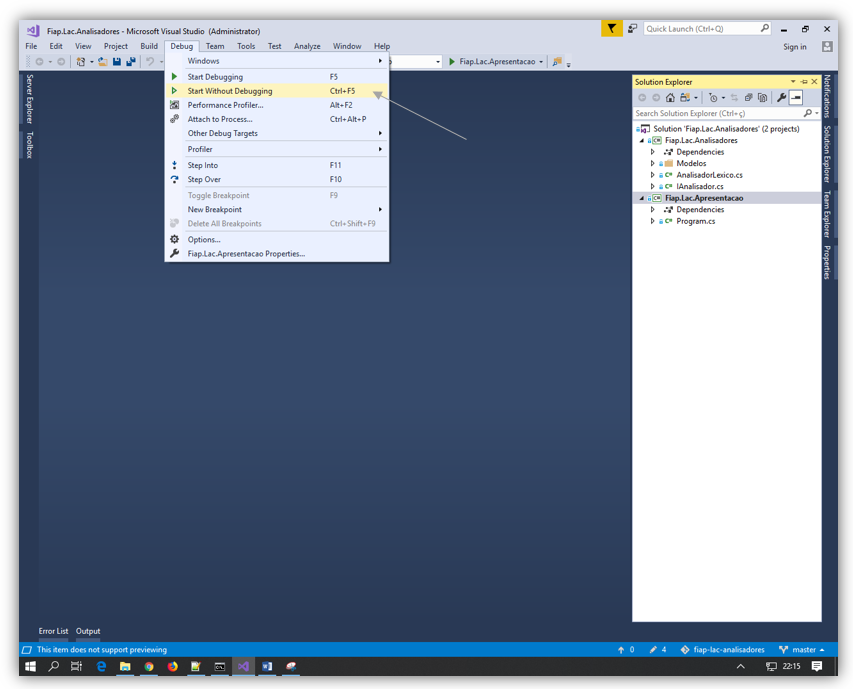 Fiap.Lac.Analisadores - Microsoft Visual Studio (Administrator)
Quick Launch (Ctrl+Q)
File Edit View Project Build Debug Team Tools Test Analyze Window Help
Sign in
Fiap.Lac.Apresentacao
Windows
Start Debugging F5
Start Without Debugging Ctrl+F5
Performance Profiler... Alt+F2
Attach to Process... Ctrl+Alt+P
Other Debug Targets
Profiler
Step Into F11
Step Over F10
Toggle Breakpoint F9
New Breakpoint
Delete All Breakpoints Ctrl+Shift+F9
Options...
Fiap.Lac.Apresentacao Properties...
Server Explorer
Toolbox
Solution Explorer
Search Solution Explorer (Ctrl+ç)
Solution 'Fiap.Lac.Analisadores' (2 projects)
C# Fiap.Lac.Analisadores
Dependencies
Modelos
C# AnalisadorLexico.cs
C# IAnalisador.cs
C# Fiap.Lac.Apresentacao
Dependencies
C# Program.cs
Notifications
Solution Explorer
Team Explorer
Properties
Error List Output
This item does not support previewing
0 4 fiap-lac-analisadores master
22:15